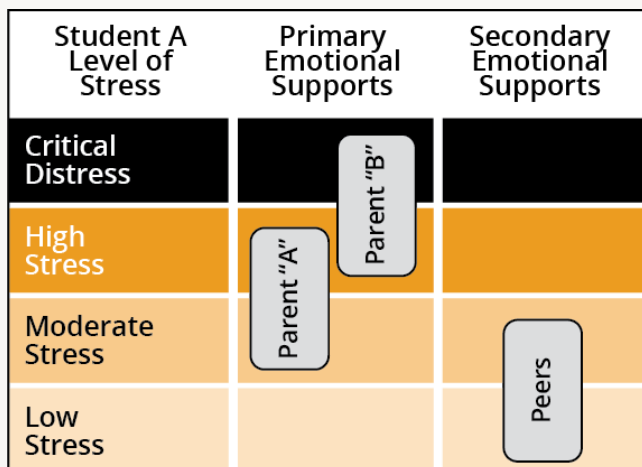 Student A
Level of
Stress
Primary
Emotional
Supports
Secondary
Emotional
Supports
Critical
Distress
Parent “B”
High
Stress
Parent “A”
Moderate
Stress
Peers
Low
Stress